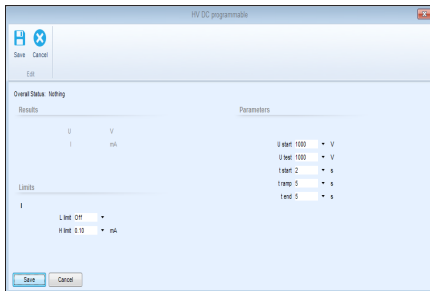 HV DC programmable
Save Cancel
Edit
Overall Status: Nothing
Results
U V
I mA
Limits
I
L limit Off
H limit 0.10 mA
Parameters
U start 1000 V
U test 1000 V
t start 2 s
t ramp 5 s
t end 5 s
Save Cancel